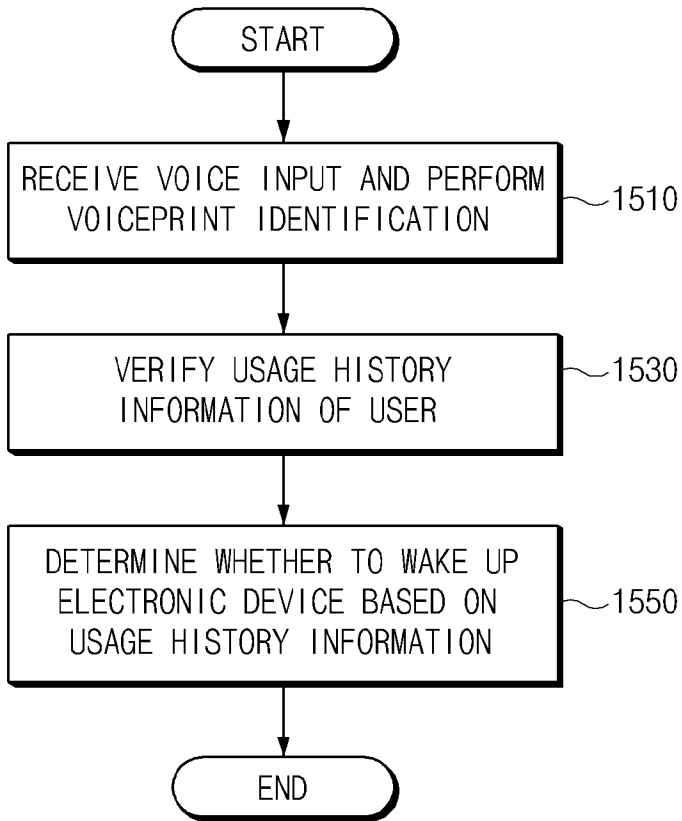 START
RECEIVE VOICE INPUT AND PERFORM
VOICEPRINT IDENTIFICATION
1510
VERIFY USAGE HISTORY
INFORMATION OF USER
1530
DETERMINE WHETHER TO WAKE UP
ELECTRONIC DEVICE BASED ON
USAGE HISTORY INFORMATION
1550
END